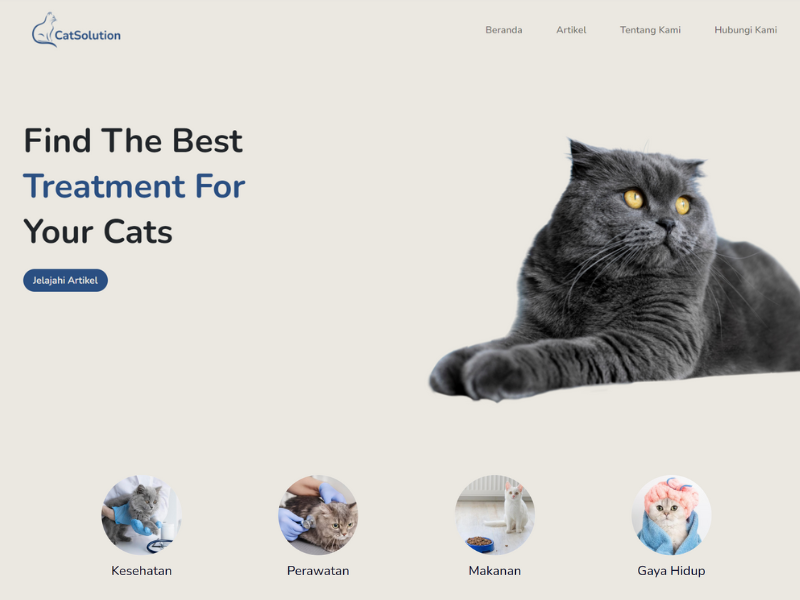 CatSolution
Beranda
Artikel
Tentang Kami
Hubungi Kami
Find The Best
Treatment For
Your Cats
Jelajahi Artikel
Kesehatan
Perawatan
Makanan
Gaya Hidup